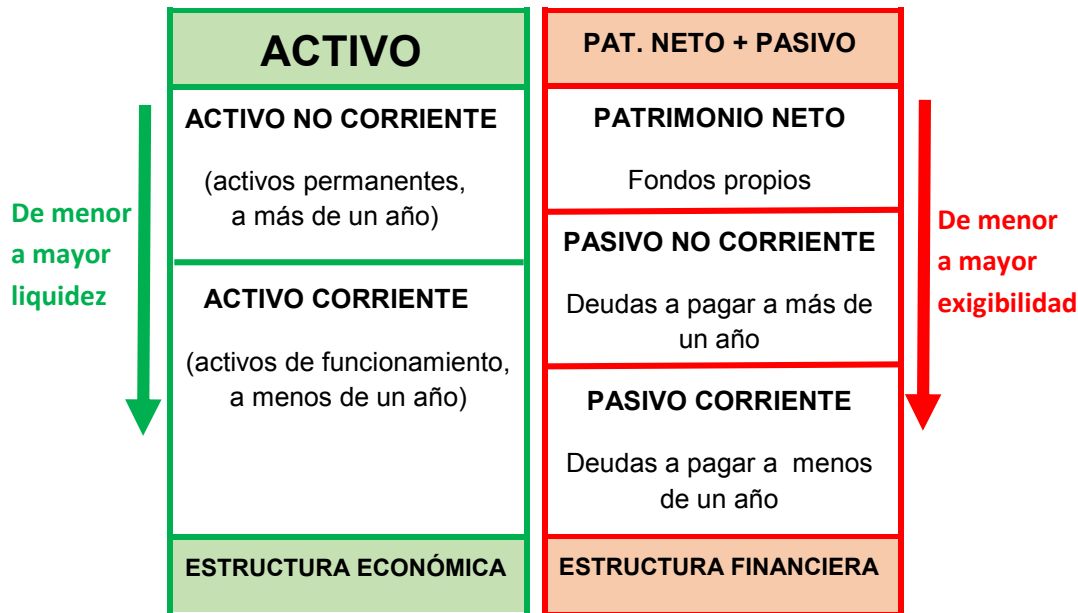 ACTIVO
ACTIVO NO CORRIENTE
(activos permanentes,
a más de un año)
ACTIVO CORRIENTE
(activos de funcionamiento,
a menos de un año)
ESTRUCTURA ECONÓMICA
De menor
a mayor
liquidez
PAT. NETO + PASIVO
PATRIMONIO NETO
Fondos propios
PASIVO NO CORRIENTE
Deudas a pagar a más de
un año
PASIVO CORRIENTE
Deudas a pagar a menos
de un año
ESTRUCTURA FINANCIERA
De menor
a mayor
exigibilidad